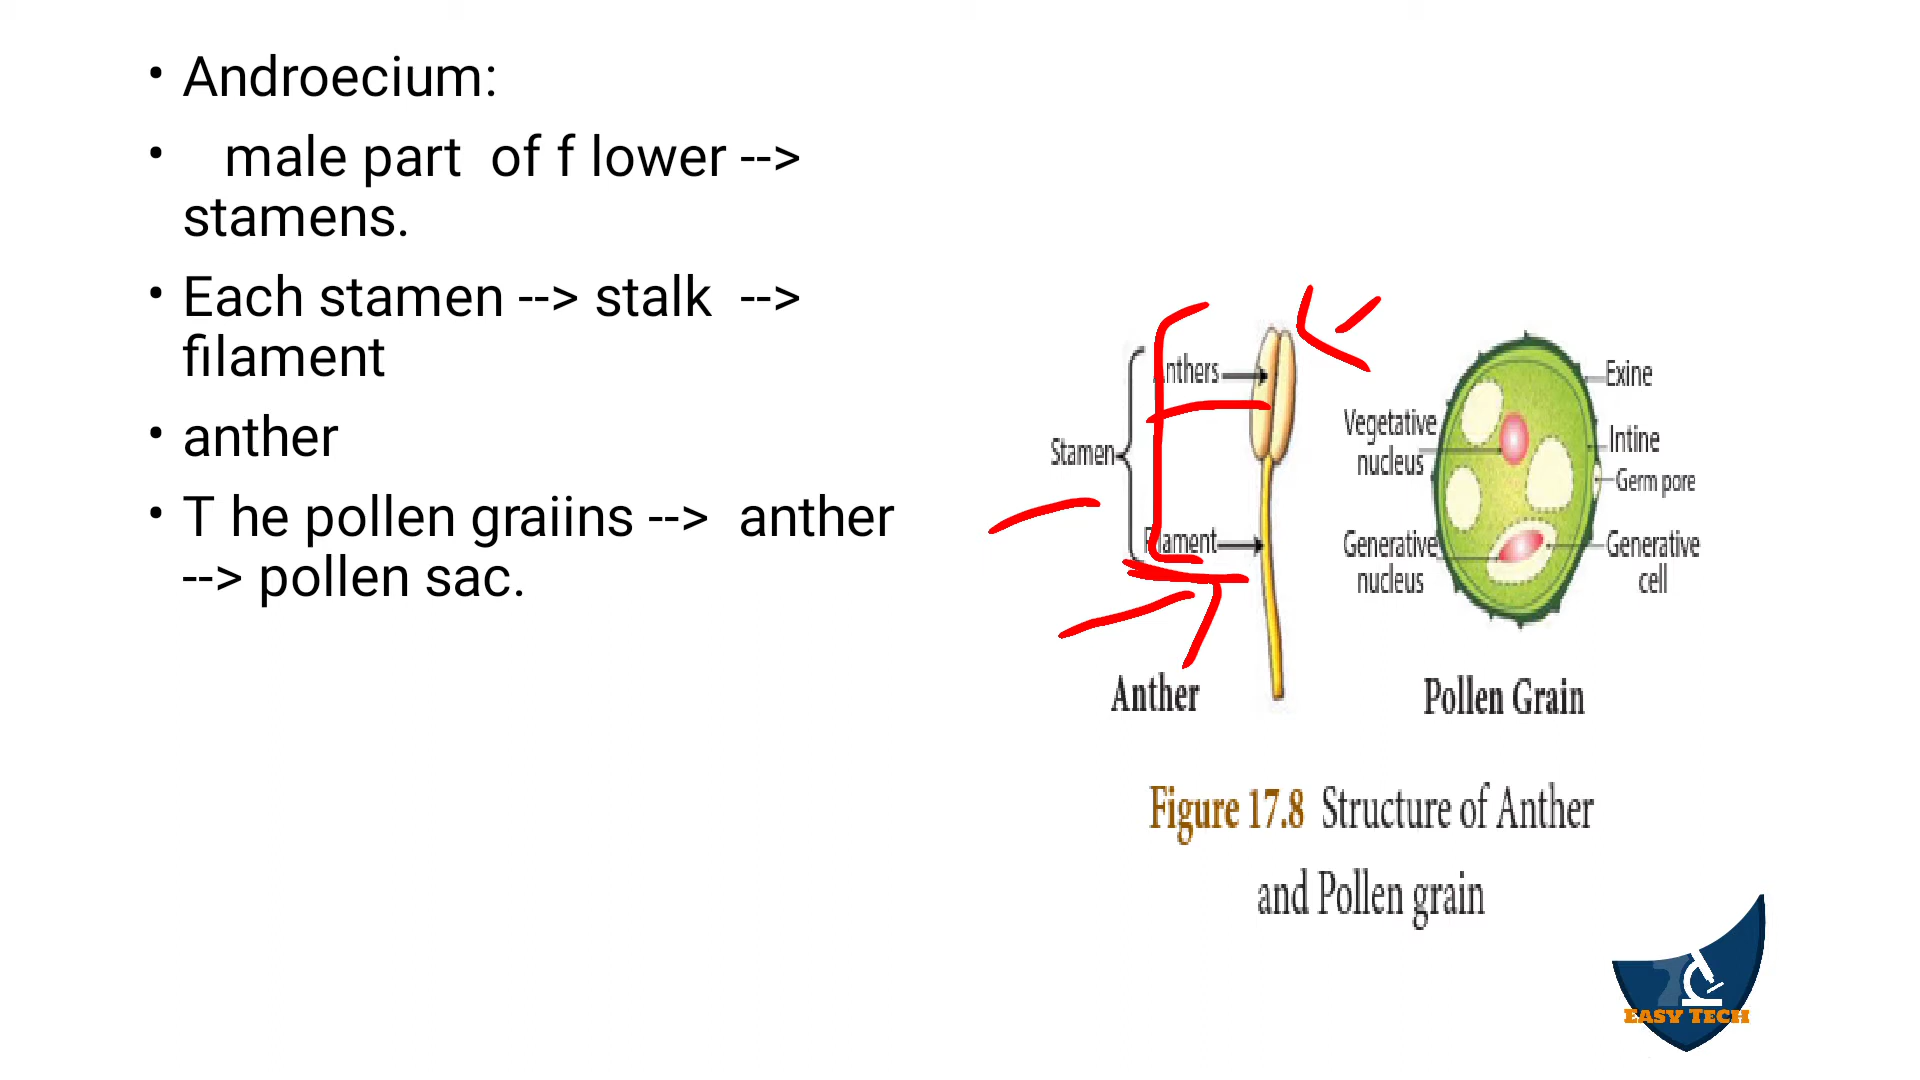 • Androecium:
• male part of f lower -->
stamens.
• Each stamen --> stalk -->
filament
• anther
• T he pollen graiins --> anther
--> pollen sac.
Anthers
Stamen
Filament
Anther
Exine
Vegetative
nucleus
Intine
Germ pore
Generative
nucleus
Generative
cell
Pollen Grain
Figure 17.8 Structure of Anther
and Pollen grain
EASY TECH